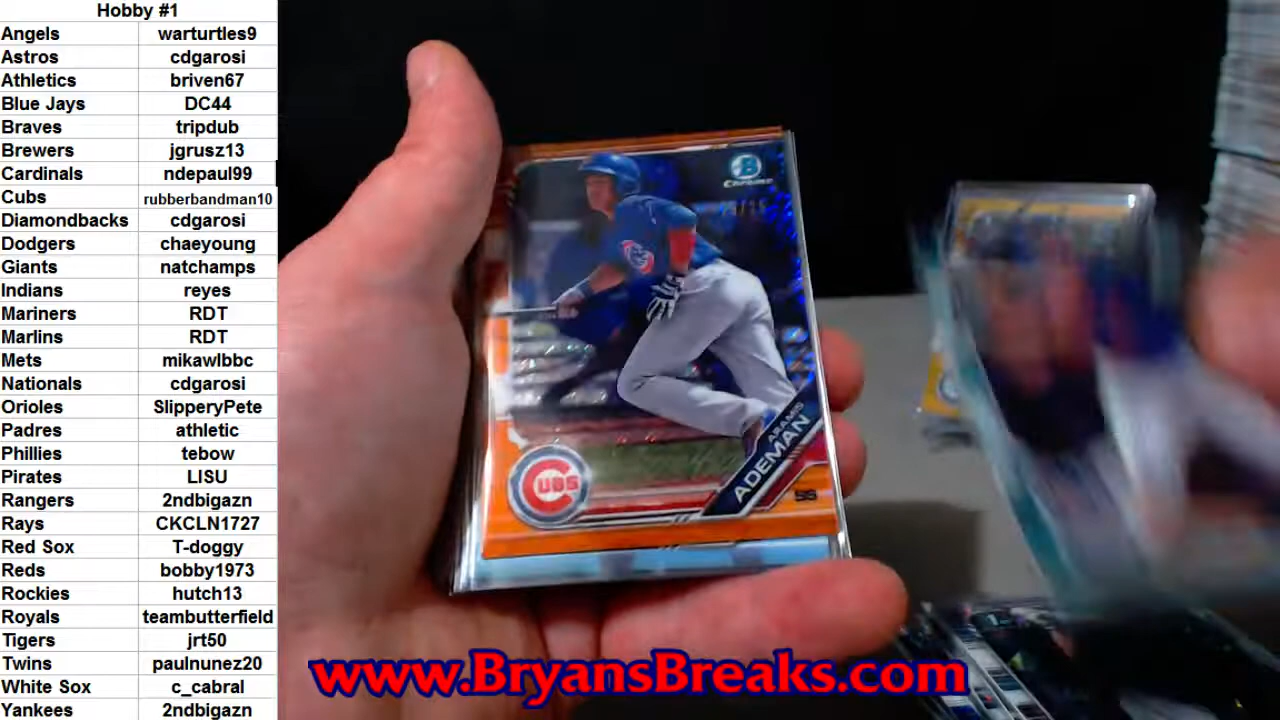 Hobby #1
Angels warturtles9
Astros cdgarosi
Athletics briven67
Blue Jays DC44
Braves tripdub
Brewers jgrusz13
Cardinals ndepaul99
Cubs rubberbandman10
Diamondbacks cdgarosi
Dodgers chaeyoung
Giants natchamps
Indians reyes
Mariners RDT
Marlins RDT
Mets mikawlbbc
Nationals cdgarosi
Orioles SlipperyPete
Padres athletic
Phillies tebow
Pirates LISU
Rangers 2ndbigazn
Rays CKCLN1727
Red Sox T-doggy
Reds bobby1973
Rockies hutch13
Royals teambutterfield
Tigers jrt50
Twins paulnunez20
White Sox c_cabral
Yankees 2ndbigazn
B
CHROME
ARAMIS
ADEMAN
SS
CUBS
www.BryansBreaks.com